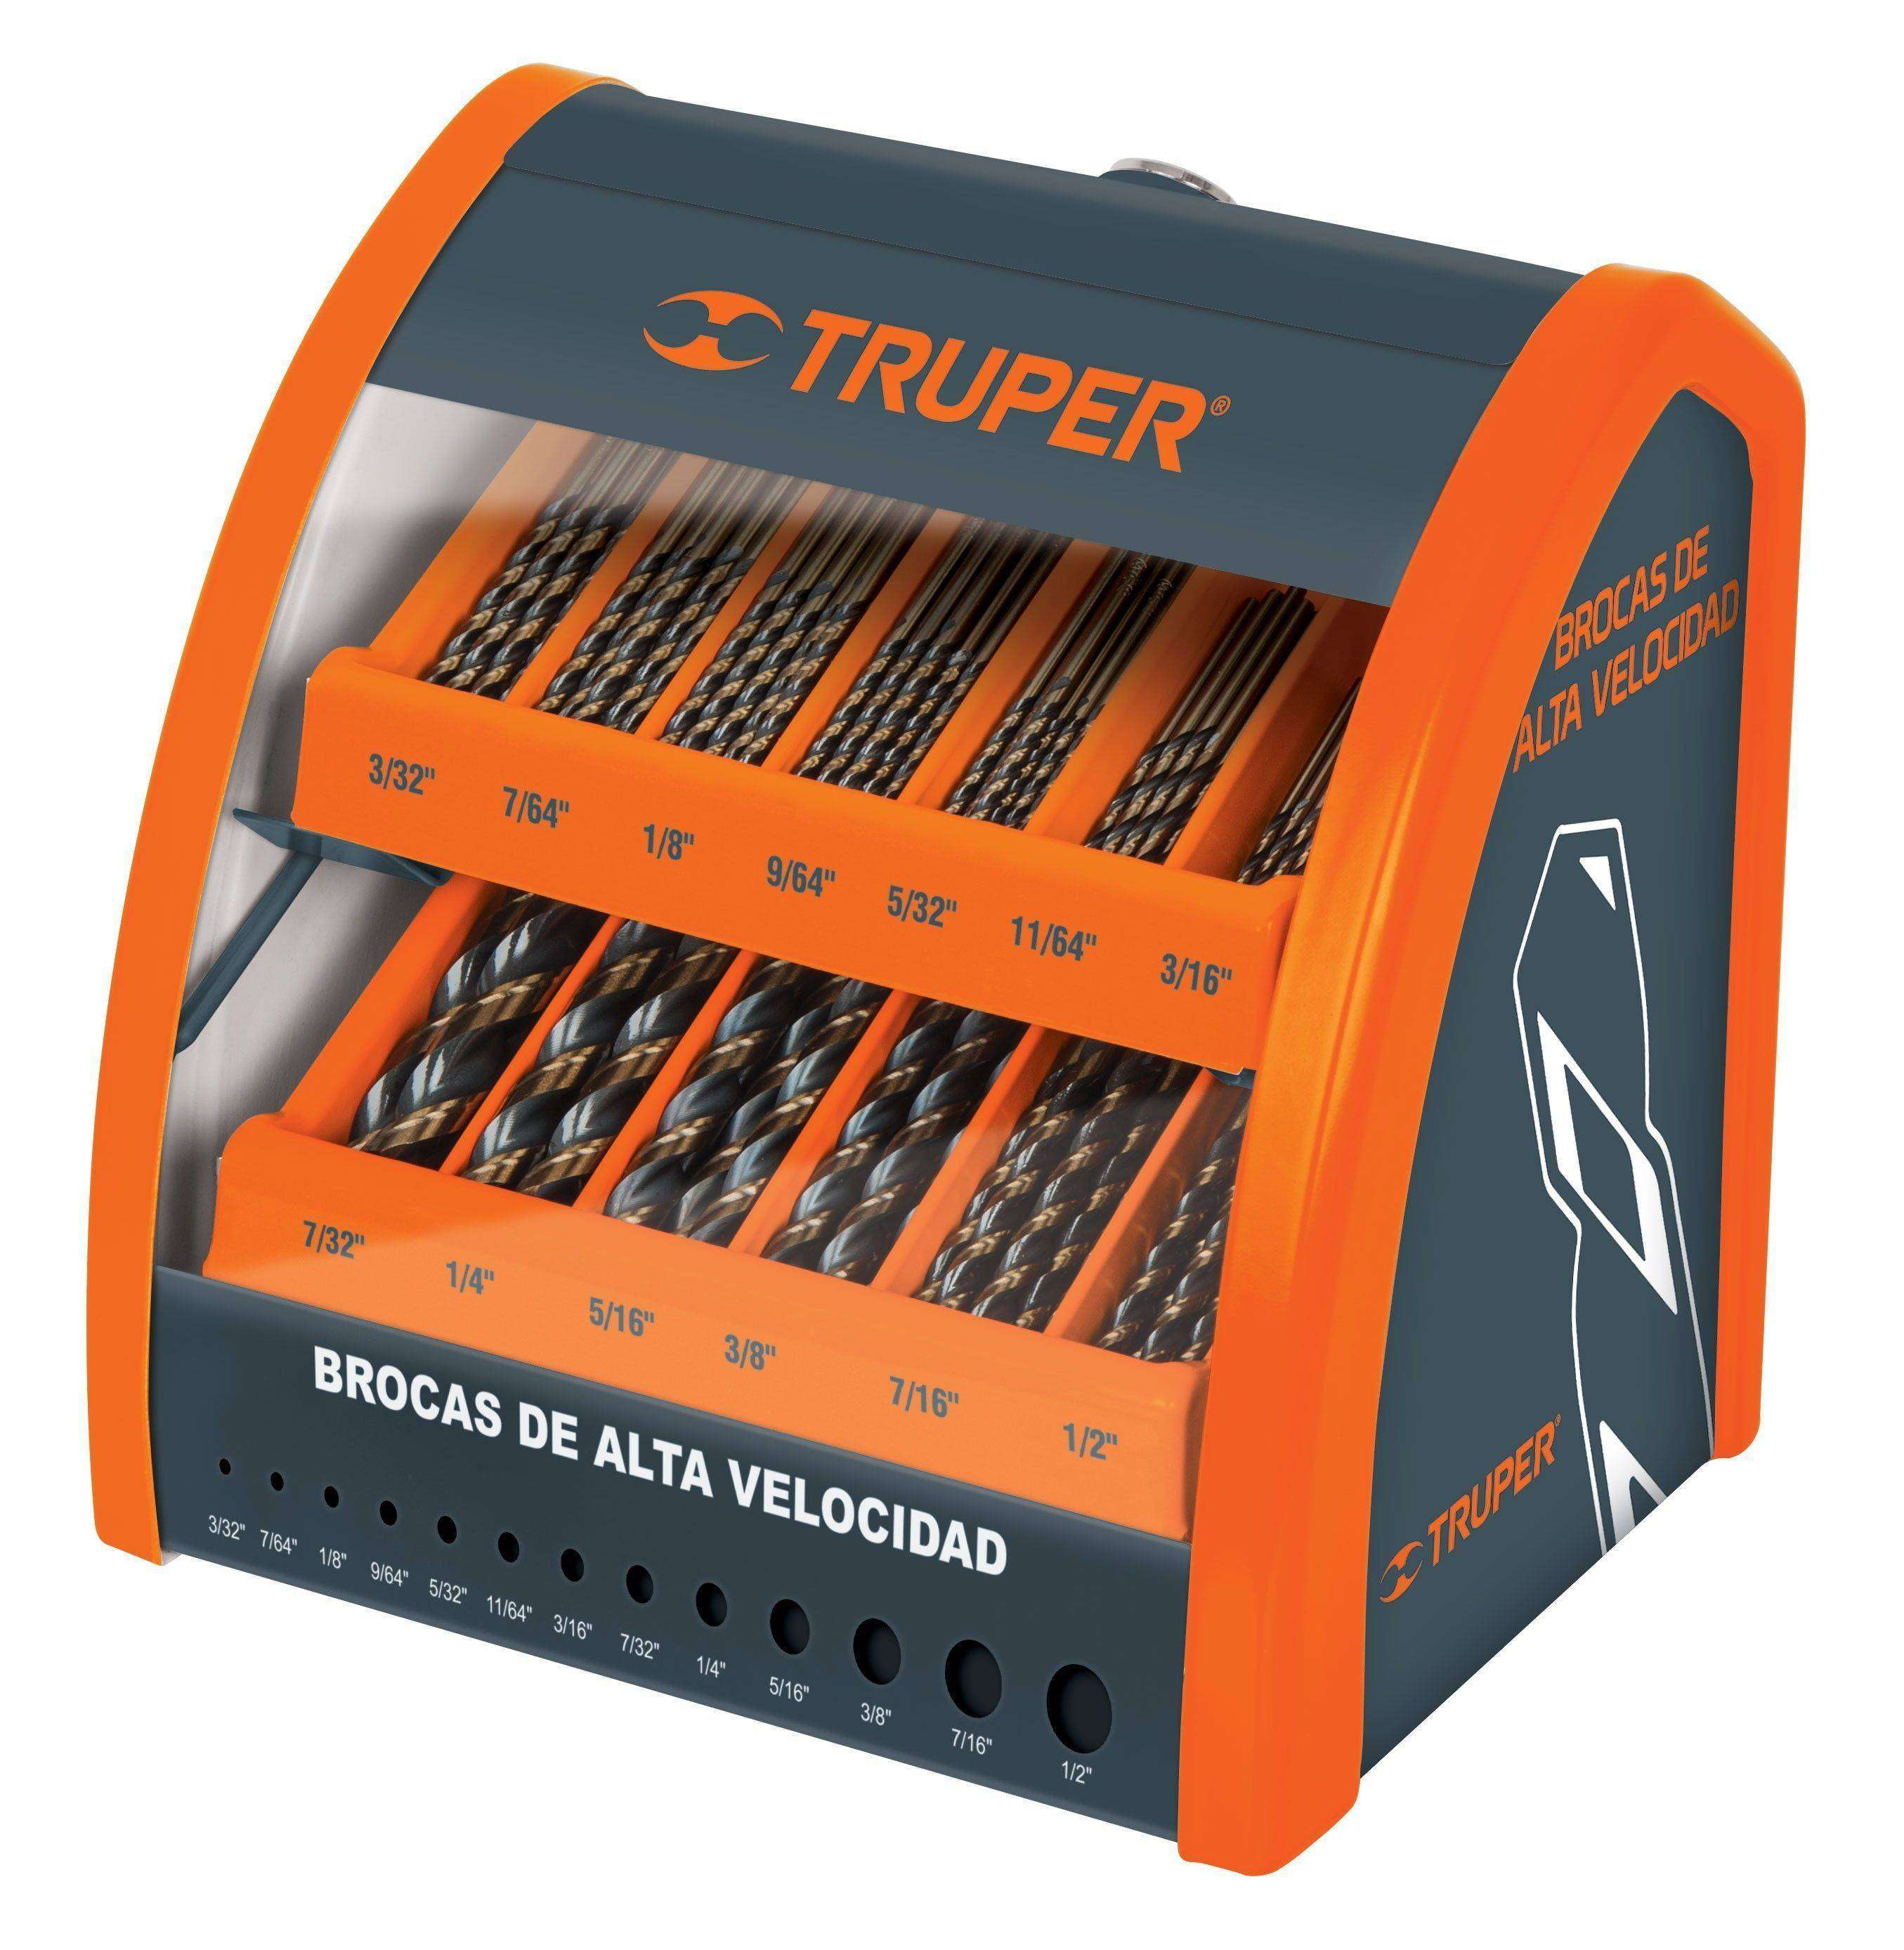 TRUPER®
BROCAS DE
ALTA VELOCIDAD
3/32" 7/64" 1/8" 9/64" 5/32" 11/64" 3/16"
7/32" 1/4" 5/16" 3/8" 7/16" 1/2"
BROCAS DE ALTA VELOCIDAD
3/32" 7/64" 1/8" 9/64" 5/32" 11/64" 3/16" 7/32" 1/4" 5/16" 3/8" 7/16" 1/2"
TRUPER®